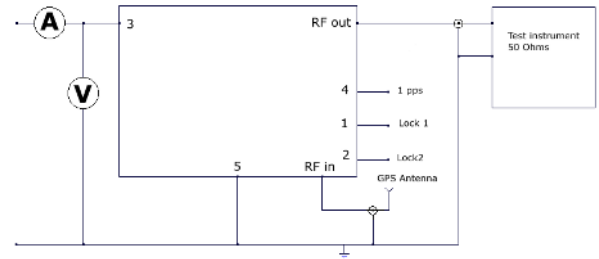 A
3
RF out
Test instrument
50 Ohms
V
4
1 pps
1
Lock 1
2
Lock2
5
RF in
GPS Antenna